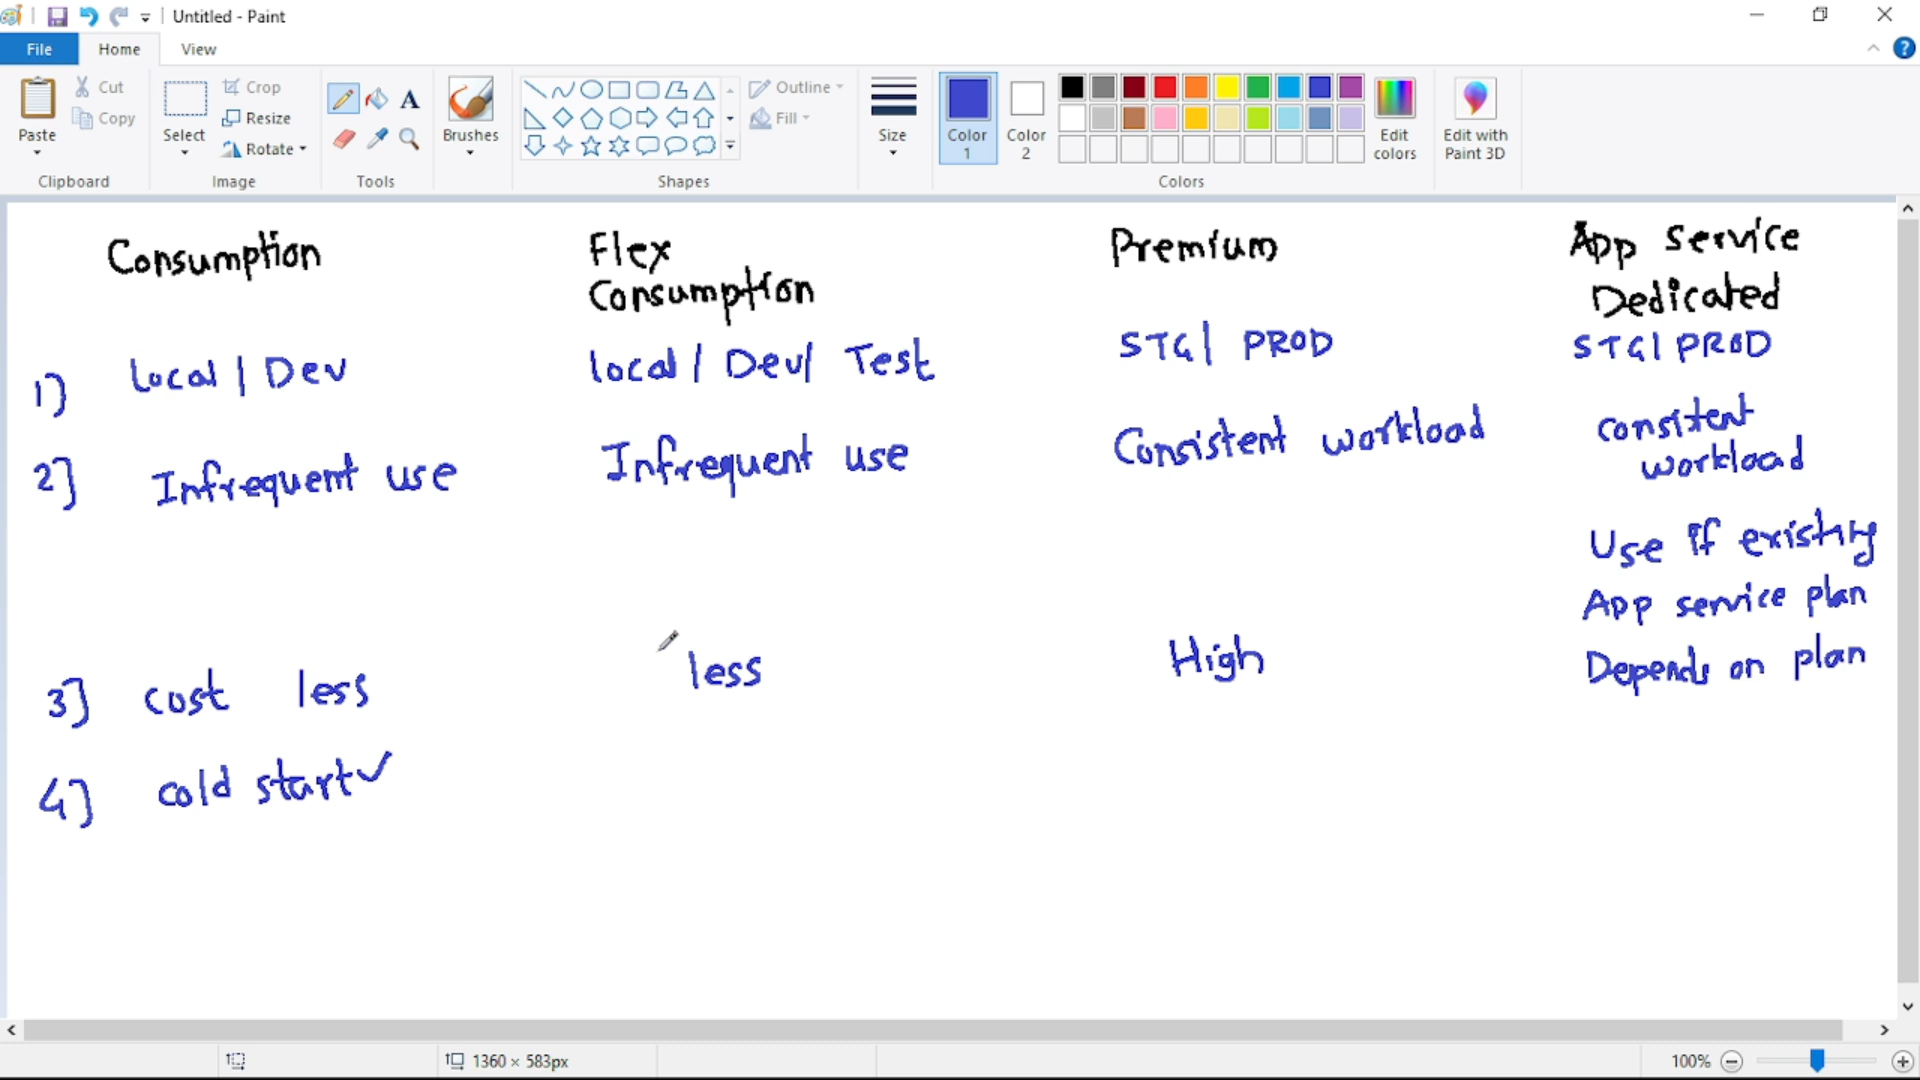 Untitled - Paint
File Home View
Paste
Cut
Copy
Clipboard
Select
Crop
Resize
Rotate
Image
A
Tools
Brushes
Outline
Fill
Shapes
Size
Color 1
Color 2
Edit colors
Edit with Paint 3D
Colors
Consumption
Flex
Consumption
Premium
App Service
Dedicated
1) Local | Dev
local | Dev| Test
STG| PROD
STG| PROD
2] Infrequent use
Infrequent use
Consistent workload
consistent
workload
Use if existing
App service plan
3] cost less
less
High
Depends on plan
4] cold start✓
1360 × 583px
100%